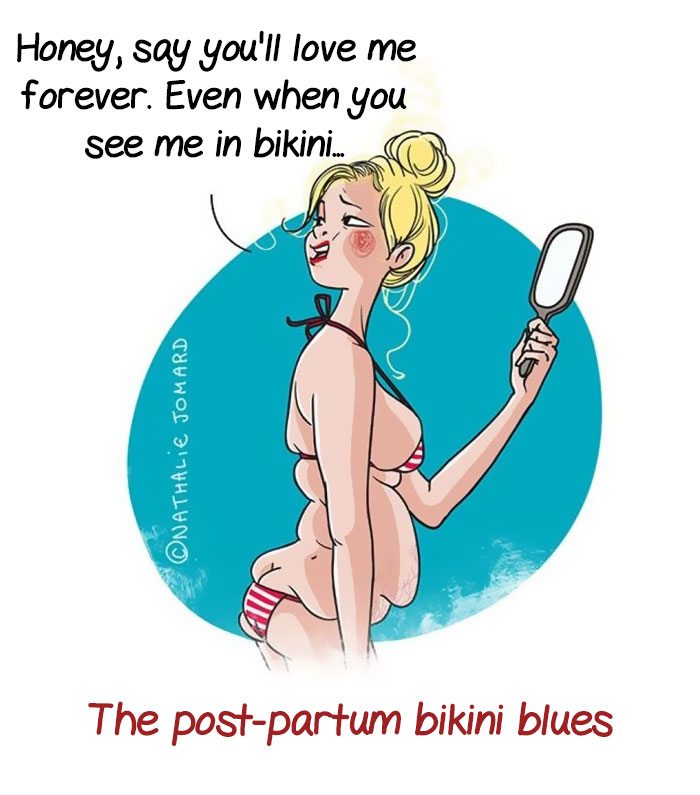 Honey, say you'll love me
forever. Even when you
see me in bikini...
©NATHALIE JOMARD
The post-partum bikini blues